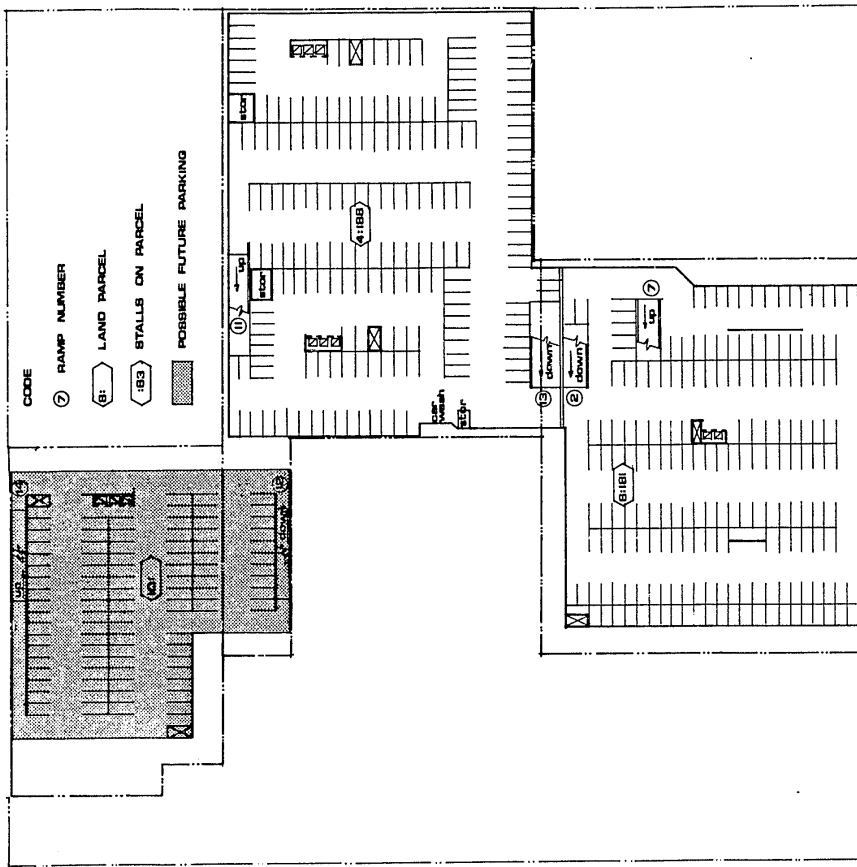 CODE
7 RAMP NUMBER
8: LAND PARCEL
:83 STALLS ON PARCEL
POSSIBLE FUTURE PARKING
stor
4:188
up
11
stor
car
wash
stor
13
down
2
down
7
up
8:181
14
up
12
down